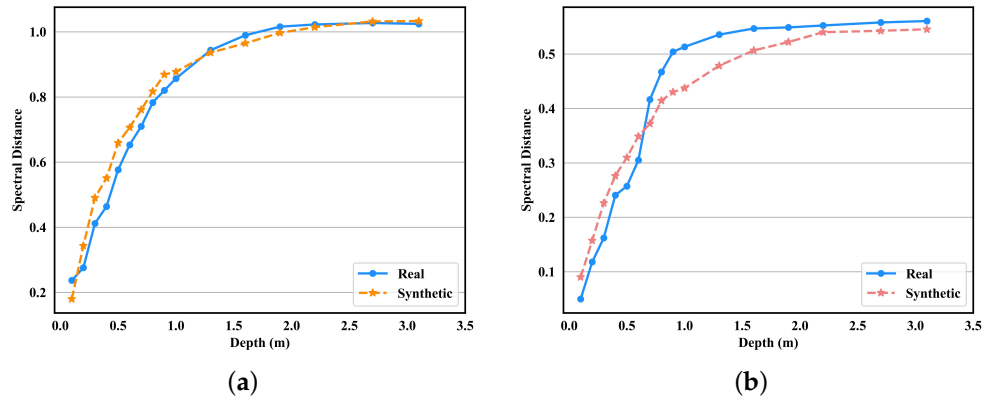 1.0
0.8
0.6
0.4
0.2
Spectral Distance
0.0 0.5 1.0 1.5 2.0 2.5 3.0 3.5
Depth (m)
Real
Synthetic
(a)
0.5
0.4
0.3
0.2
0.1
Spectral Distance
0.0 0.5 1.0 1.5 2.0 2.5 3.0 3.5
Depth (m)
Real
Synthetic
(b)